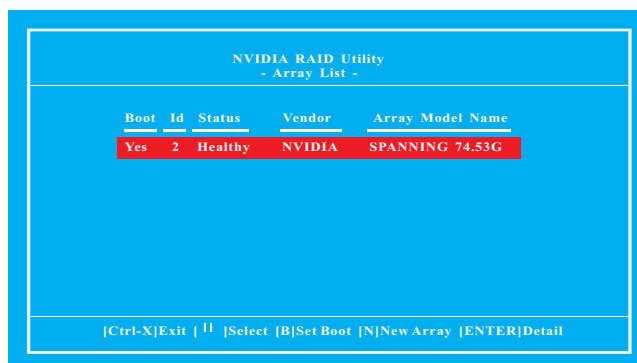 NVIDIA RAID Utility
- Array List -
Boot Id Status Vendor Array Model Name
Yes 2 Healthy NVIDIA SPANNING 74.53G
[Ctrl-X]Exit [ ]Select [B]Set Boot [N]New Array [ENTER]Detail